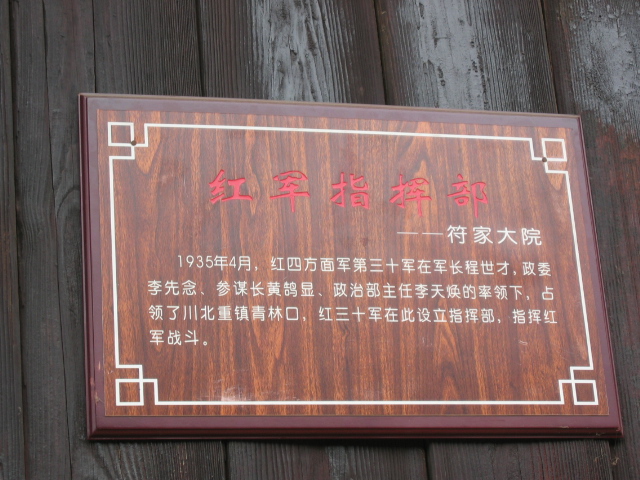 红军指挥部
——符家大院
1935年4月，红四方面军第三十军在军长程世才，政委
李先念、参谋长黄鹄显、政治部主任李天焕的率领下，占
领了川北重镇青林口，红三十军在此设立指挥部，指挥红
军战斗。